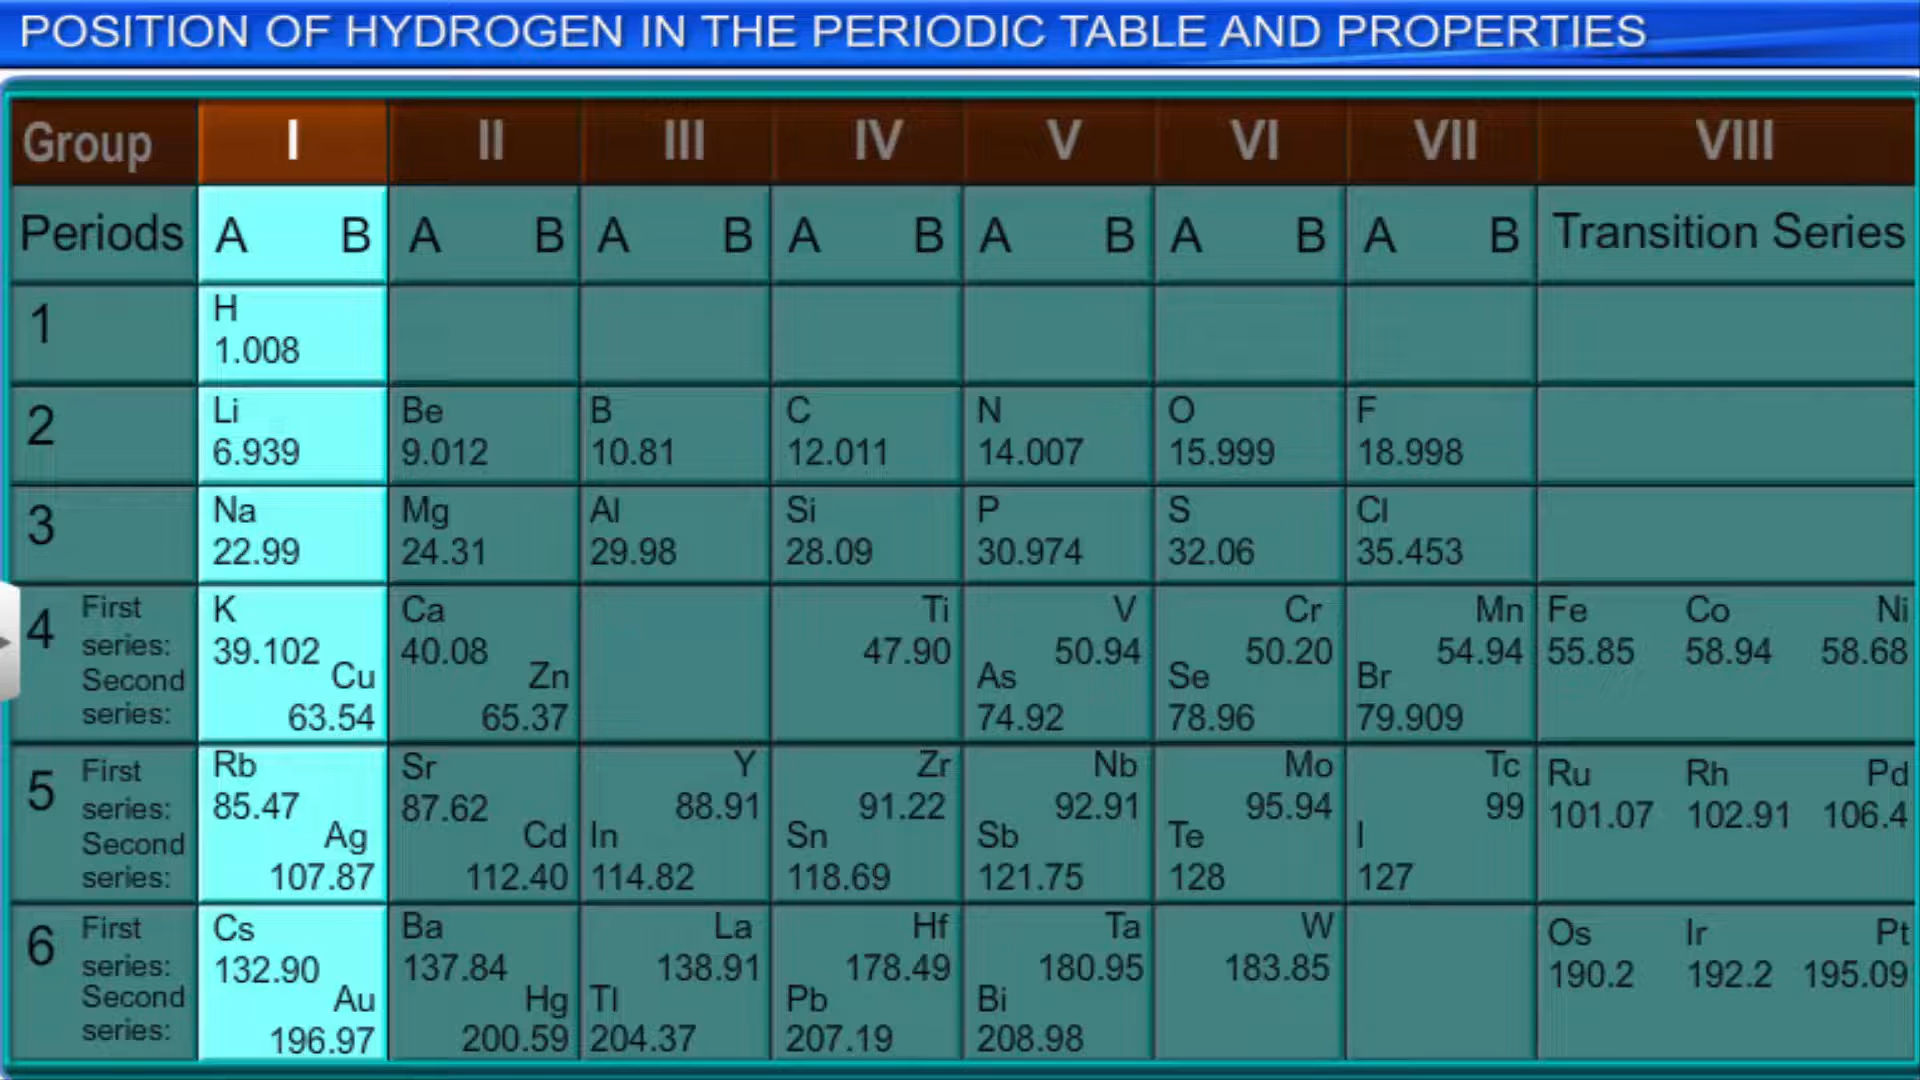 POSITION OF HYDROGEN IN THE PERIODIC TABLE AND PROPERTIES
Group I II III IV V VI VII VIII
Periods A B A B A B A B A B A B A B Transition Series
1 H
1.008
2 Li Be B C N O F
6.939 9.012 10.81 12.011 14.007 15.999 18.998
3 Na Mg Al Si P S Cl
22.99 24.31 29.98 28.09 30.974 32.06 35.453
4 First K Ca Ti V Cr Mn Fe Co Ni
series: 39.102 40.08 47.90 50.94 50.20 54.94 55.85 58.94 58.68
Second Cu Zn As Se Br
series: 63.54 65.37 74.92 78.96 79.909
5 First Rb Sr Y Zr Nb Mo Tc Ru Rh Pd
series: 85.47 87.62 88.91 91.22 92.91 95.94 99 101.07 102.91 106.4
Second Ag Cd In Sn Sb Te I
series: 107.87 112.40 114.82 118.69 121.75 128 127
6 First Cs Ba La Hf Ta W Os Ir Pt
series: 132.90 137.84 138.91 178.49 180.95 183.85 190.2 192.2 195.09
Second Au Hg Tl Pb Bi
series: 196.97 200.59 204.37 207.19 208.98